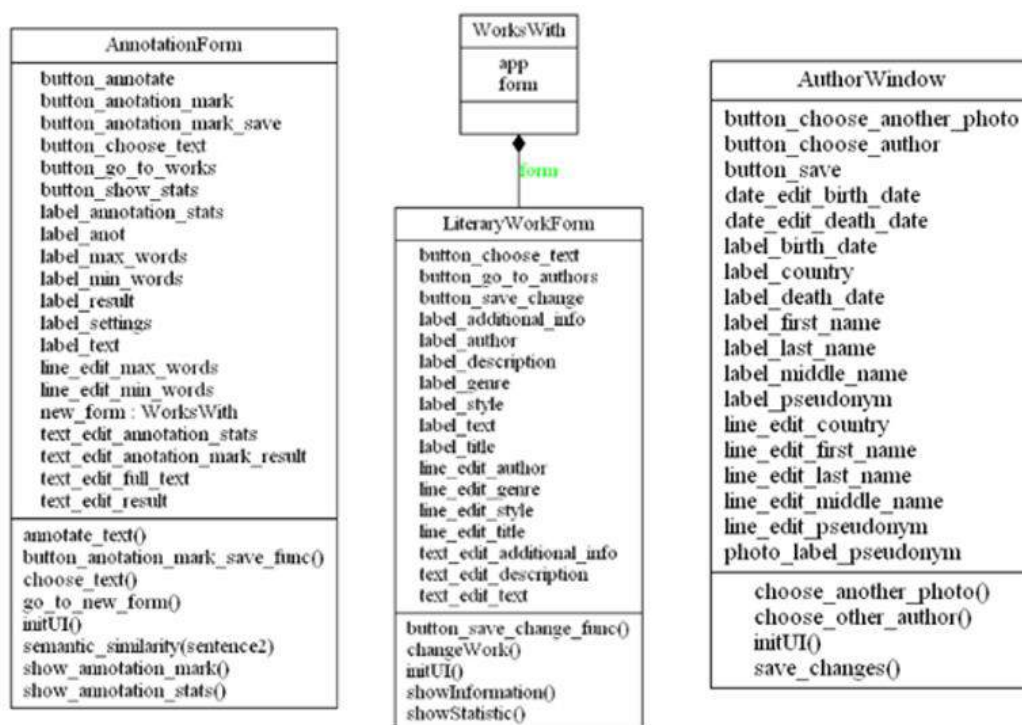 AnnotationForm
button_annotate
button_anotation_mark
button_anotation_mark_save
button_choose_text
button_go_to_works
button_show_stats
label_annotation_stats
label_anot
label_max_words
label_min_words
label_result
label_settings
label_text
line_edit_max_words
line_edit_min_words
new_form : WorksWith
text_edit_annotation_stats
text_edit_anotation_mark_result
text_edit_full_text
text_edit_result
annotate_text()
button_anotation_mark_save_func()
choose_text()
go_to_new_form()
initUI()
semantic_similarity(sentence2)
show_annotation_mark()
show_annotation_stats()
WorksWith
app
form
form
LiteraryWorkForm
button_choose_text
button_go_to_authors
button_save_change
label_additional_info
label_author
label_description
label_genre
label_style
label_text
label_title
line_edit_author
line_edit_genre
line_edit_style
line_edit_title
text_edit_additional_info
text_edit_description
text_edit_text
button_save_change_func()
changeWork()
initUI()
showInformation()
showStatistic()
AuthorWindow
button_choose_another_photo
button_choose_author
button_save
date_edit_birth_date
date_edit_death_date
label_birth_date
label_country
label_death_date
label_first_name
label_last_name
label_middle_name
label_pseudonym
line_edit_country
line_edit_first_name
line_edit_last_name
line_edit_middle_name
line_edit_pseudonym
photo_label_pseudonym
choose_another_photo()
choose_other_author()
initUI()
save_changes()